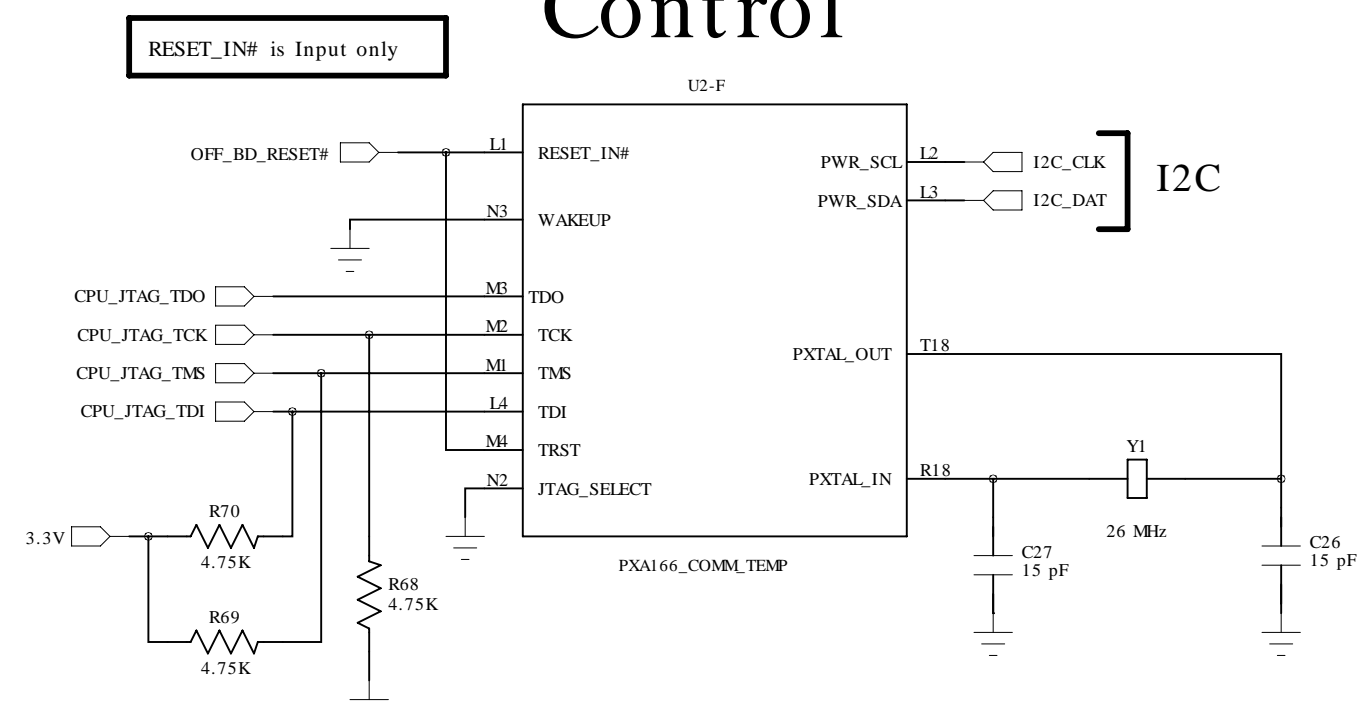 Control
RESET_IN# is Input only
U2-F
OFF_BD_RESET#
L1
RESET_IN#
PWR_SCL
L2
I2C_CLK
I2C
N3
WAKEUP
PWR_SDA
L3
I2C_DAT
CPU_JTAG_TDO
M3
TDO
CPU_JTAG_TCK
M2
TCK
PXTAL_OUT
T18
CPU_JTAG_TMS
M1
TMS
CPU_JTAG_TDI
L4
TDI
M4
TRST
Y1
N2
JTAG_SELECT
PXTAL_IN
R18
26 MHz
3.3V
R70
4.75K
PXA166_COMM_TEMP
C27
15 pF
C26
15 pF
R68
4.75K
R69
4.75K